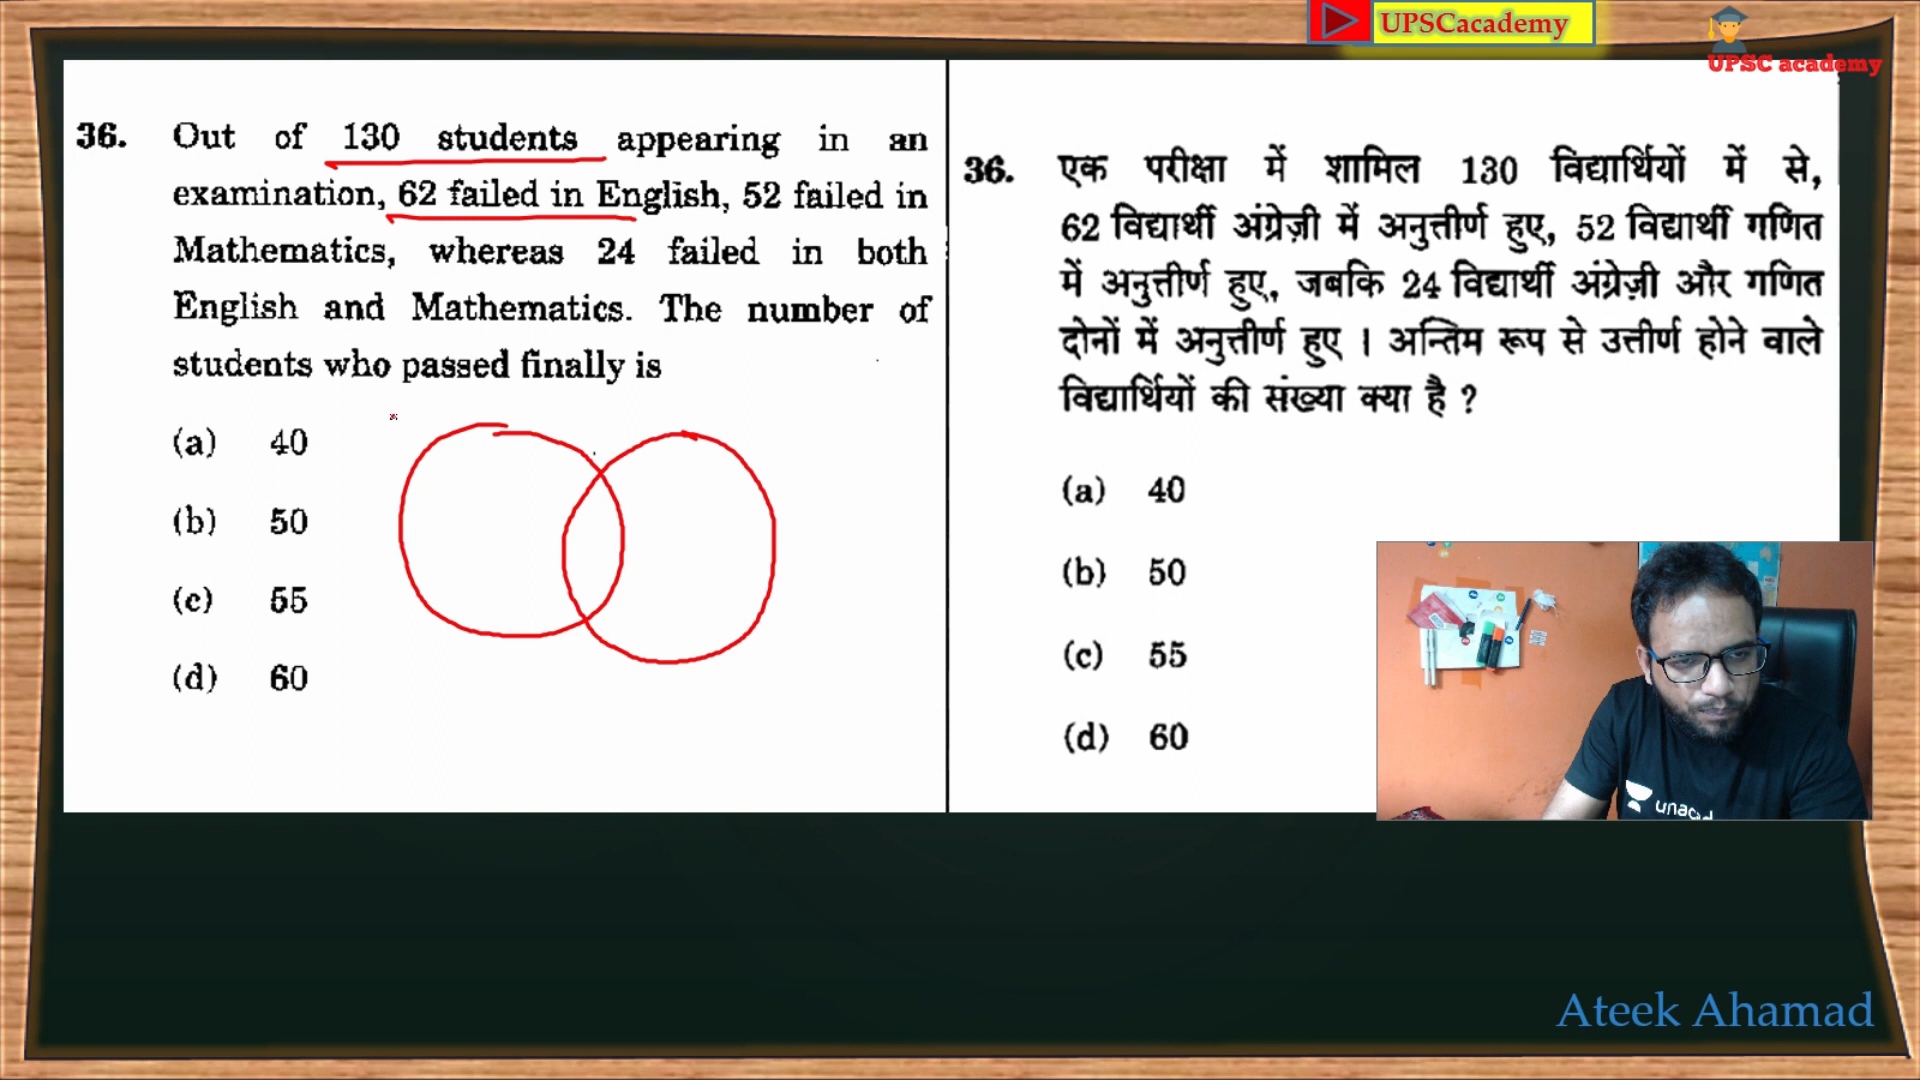 UPSCacademy
UPSC academy
36. Out of 130 students appearing in an
examination, 62 failed in English, 52 failed in
Mathematics, whereas 24 failed in both
English and Mathematics. The number of
students who passed finally is
(a) 40
(b) 50
(c) 55
(d) 60
36. एक परीक्षा में शामिल 130 विद्यार्थियों में से,
62 विद्यार्थी अंग्रेज़ी में अनुत्तीर्ण हुए, 52 विद्यार्थी गणित
में अनुत्तीर्ण हुए, जबकि 24 विद्यार्थी अंग्रेज़ी और गणित
दोनों में अनुत्तीर्ण हुए । अन्तिम रूप से उत्तीर्ण होने वाले
विद्यार्थियों की संख्या क्या है ?
(a) 40
(b) 50
(c) 55
(d) 60
Ateek Ahamad